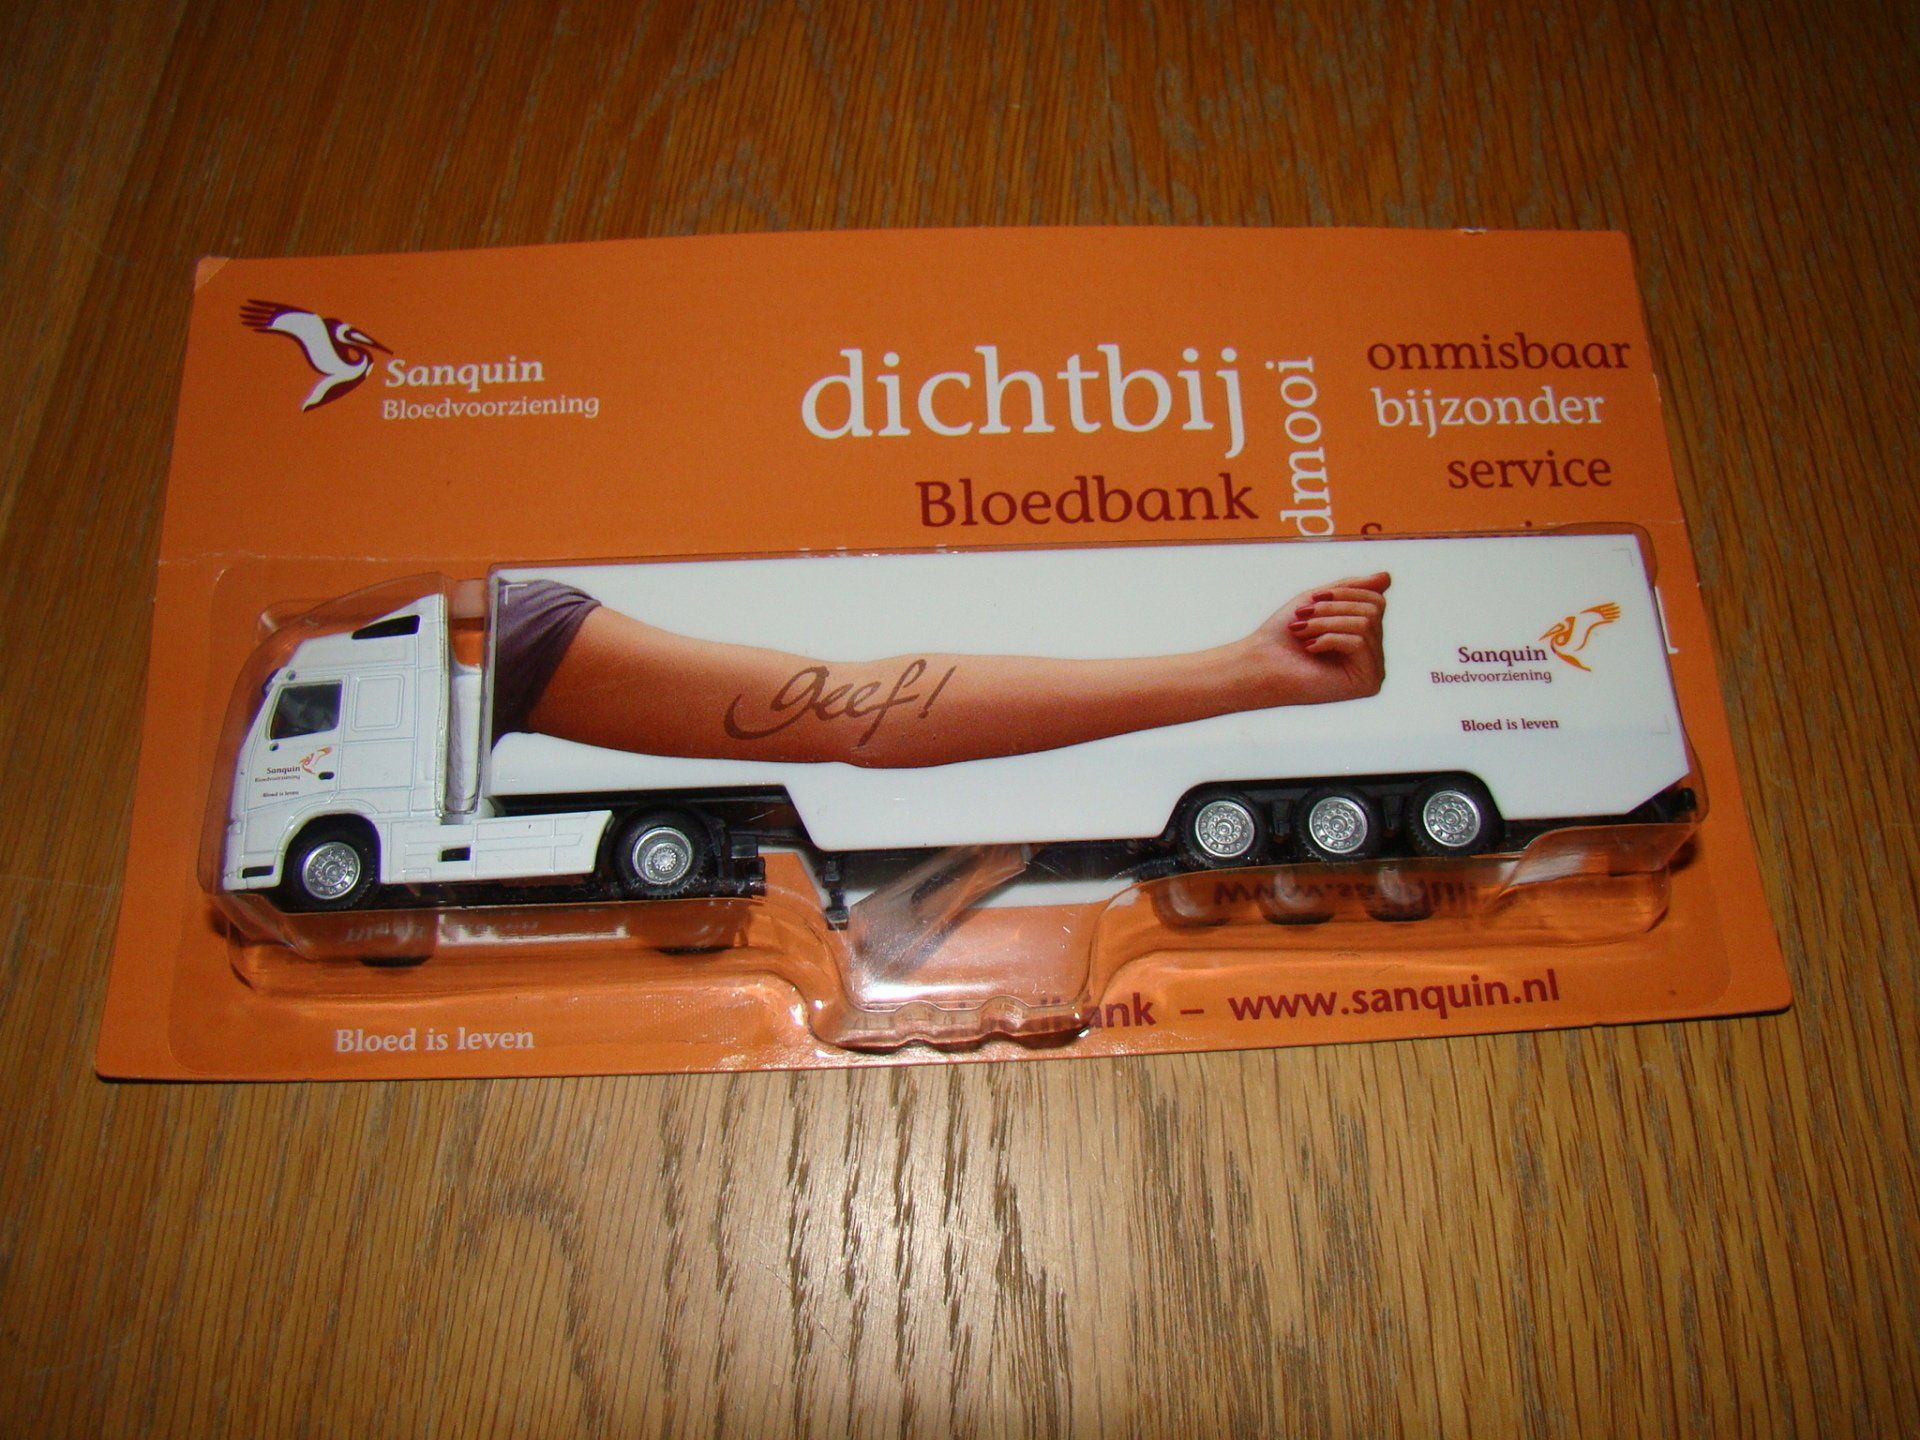 Sanquin
Bloedvoorziening
dichtbij
Bloedbank
dmooi
onmisbaar
bijzonder
service
Geef!
Sanquin
Bloedvoorziening
Bloed is leven
Sanquin
Bloedvoorziening
Bloed is leven
Bloed is leven
– www.sanquin.nl